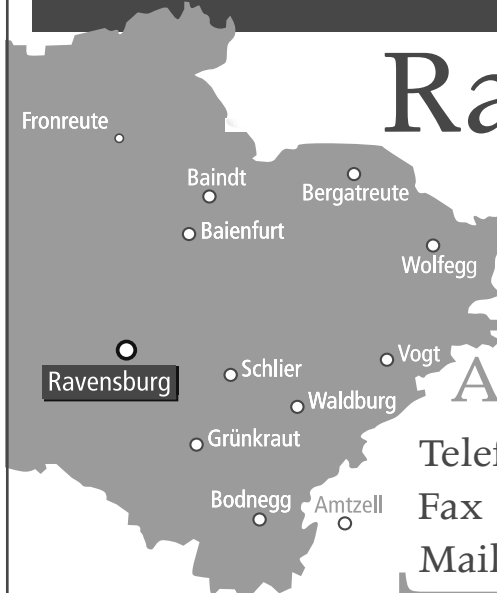 Ra
Fronreute
Baindt
Bergatreute
Baienfurt
Wolfegg
Ravensburg
Schlier
Vogt
A
Waldburg
Grünkraut
Telef
Bodnegg
Amtzell
Fax
Mail